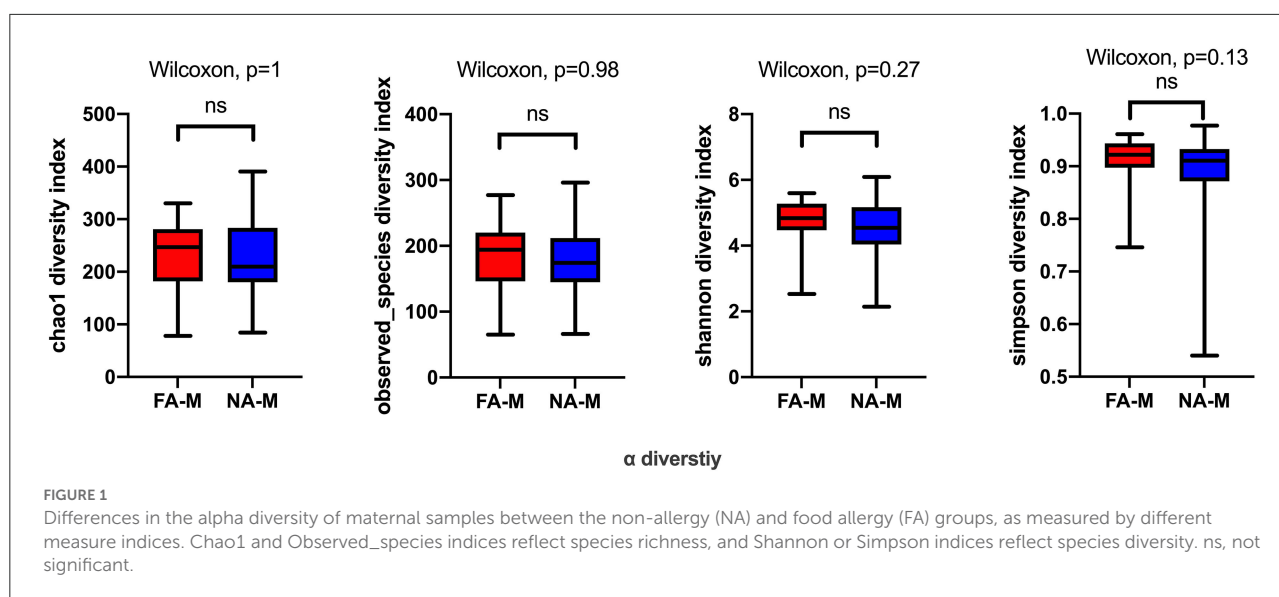 Wilcoxon, p=1
ns
chao1 diversity index
500
400
300
200
100
0
FA-M NA-M
Wilcoxon, p=0.98
ns
observed_species diversity index
400
300
200
100
0
FA-M NA-M
Wilcoxon, p=0.27
ns
shannon diversity index
8
6
4
2
0
FA-M NA-M
Wilcoxon, p=0.13
ns
simpson diversity index
1.0
0.9
0.8
0.7
0.6
0.5
FA-M NA-M
α diverstiy
FIGURE 1
Differences in the alpha diversity of maternal samples between the non-allergy (NA) and food allergy (FA) groups, as measured by different
measure indices. Chao1 and Observed_species indices reflect species richness, and Shannon or Simpson indices reflect species diversity. ns, not
significant.